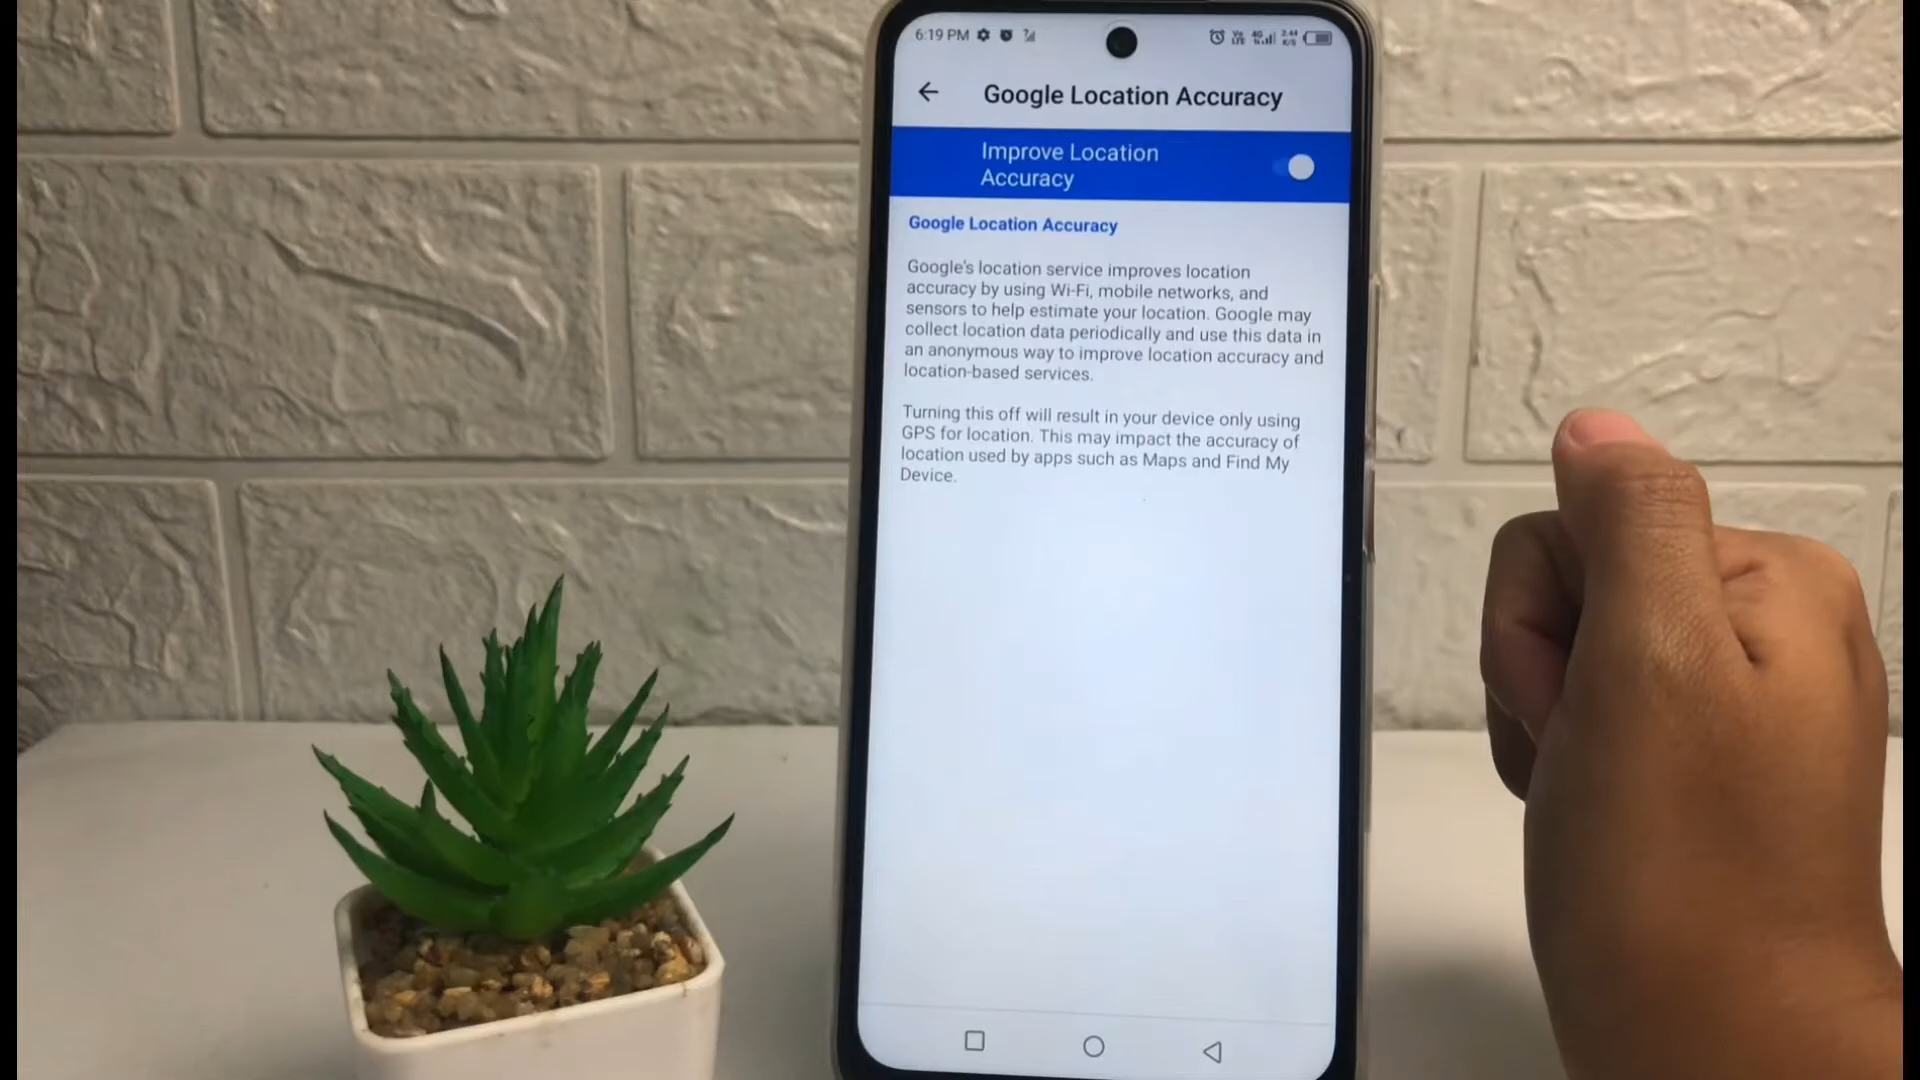 6:19 PM
Google Location Accuracy
Improve Location
Accuracy
Google Location Accuracy
Google's location service improves location
accuracy by using Wi-Fi, mobile networks, and
sensors to help estimate your location. Google may
collect location data periodically and use this data in
an anonymous way to improve location accuracy and
location-based services.
Turning this off will result in your device only using
GPS for location. This may impact the accuracy of
location used by apps such as Maps and Find My
Device.